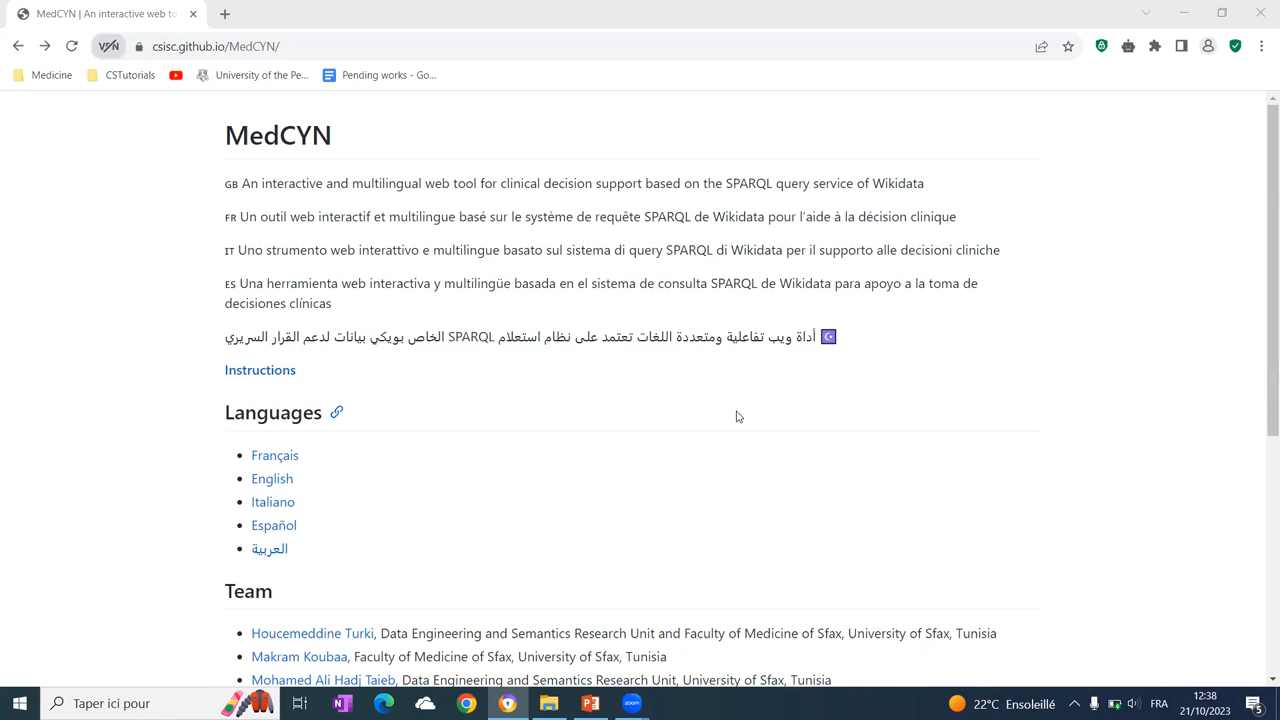 MedCYN | An interactive web to
csisc.github.io/MedCYN/
Medicine
CSTutorials
University of the Pe...
Pending works - Go...
MedCYN
GB An interactive and multilingual web tool for clinical decision support based on the SPARQL query service of Wikidata
FR Un outil web interactif et multilingue basé sur le système de requête SPARQL de Wikidata pour l'aide à la décision clinique
IT Uno strumento web interattivo e multilingue basato sul sistema di query SPARQL di Wikidata per il supporto alle decisioni cliniche
ES Una herramienta web interactiva y multilingüe basada en el sistema de consulta SPARQL de Wikidata para apoyo a la toma de
decisiones clínicas
☪ أداة ويب تفاعلية ومتعددة اللغات تعتمد على نظام استعلام SPARQL الخاص بويكي بيانات لدعم القرار السريري
Instructions
Languages
Français
English
Italiano
Español
العربية
Team
Houcemeddine Turki, Data Engineering and Semantics Research Unit and Faculty of Medicine of Sfax, University of Sfax, Tunisia
Makram Koubaa, Faculty of Medicine of Sfax, University of Sfax, Tunisia
Mohamed Ali Hadj Taieb, Data Engineering and Semantics Research Unit, University of Sfax, Tunisia
Taper ici pour
zoom
22°C Ensoleillé
FRA
12:38
21/10/2023
5